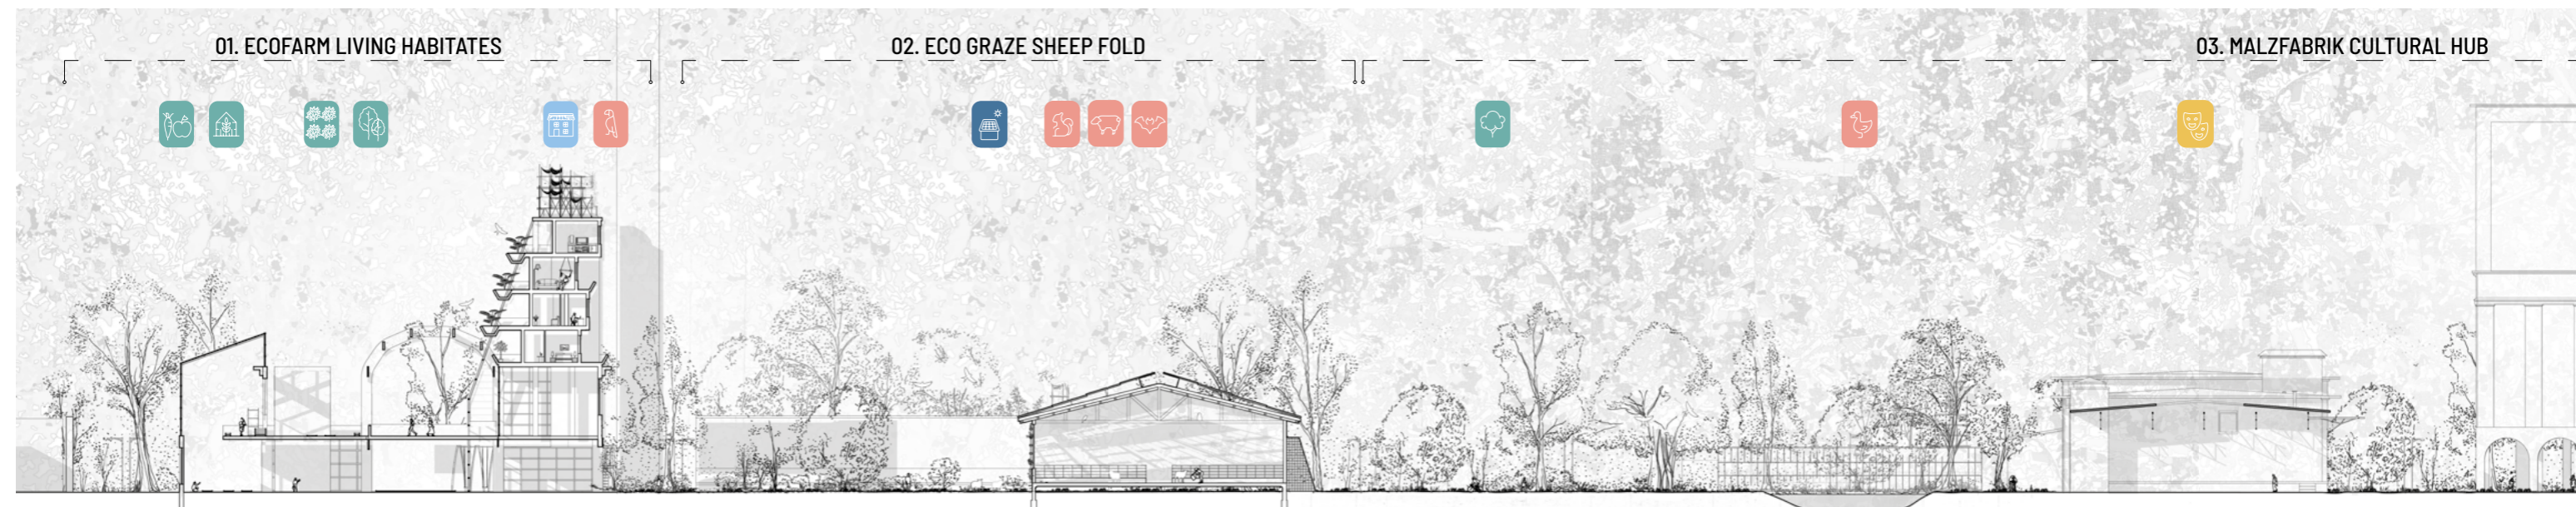 01. ECOFARM LIVING HABITATES
02. ECO GRAZE SHEEP FOLD
03. MALZFABRIK CULTURAL HUB